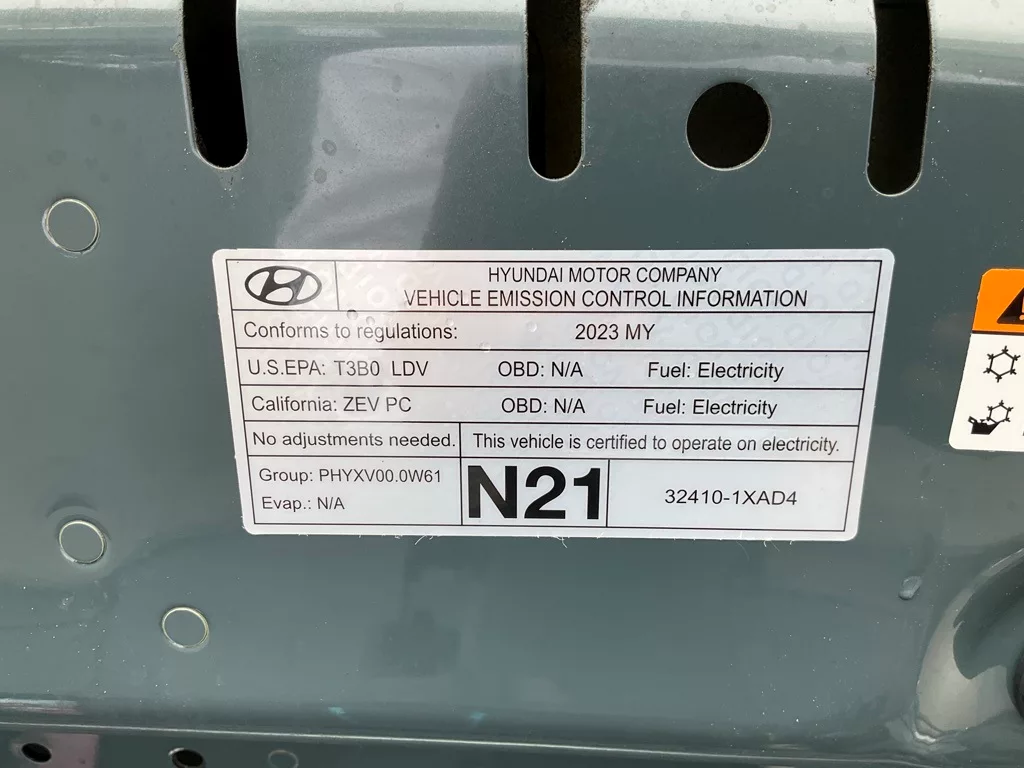 HYUNDAI MOTOR COMPANY
VEHICLE EMISSION CONTROL INFORMATION
Conforms to regulations: 2023 MY
U.S.EPA: T3B0 LDV OBD: N/A Fuel: Electricity
California: ZEV PC OBD: N/A Fuel: Electricity
No adjustments needed. This vehicle is certified to operate on electricity.
Group: PHYXV00.0W61
Evap.: N/A
N21
32410-1XAD4